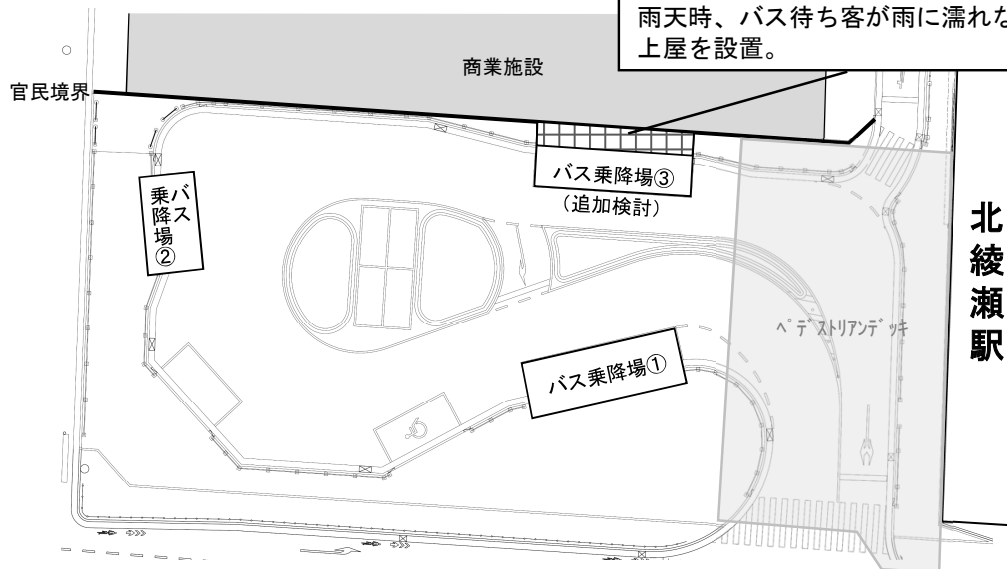 雨天時、バス待ち客が雨に濡れな
上屋を設置。
商業施設
官民境界
バス乗降場③
(追加検討)
バス
乗降場②
北綾瀬駅
ペデストリアンデッキ
バス乗降場①